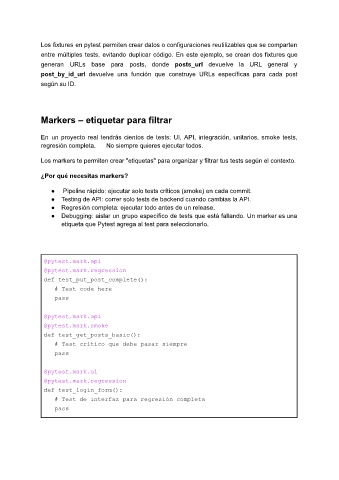 Los fixtures en pytest permiten crear datos o configuraciones reutilizables que se comparten
entre múltiples tests, evitando duplicar código. En este ejemplo, se crean dos fixtures que
generan URLs base para posts, donde posts_url devuelve la URL general y
post_by_id_url devuelve una función que construye URLs específicas para cada post
según su ID.
Markers – etiquetar para filtrar
En un proyecto real tendrás cientos de tests: UI, API, integración, unitarios, smoke tests,
regresión completa. No siempre quieres ejecutar todos.
Los markers te permiten crear "etiquetas" para organizar y filtrar tus tests según el contexto.
¿Por qué necesitas markers?
● Pipeline rápido: ejecutar solo tests críticos (smoke) en cada commit.
● Testing de API: correr solo tests de backend cuando cambias la API.
● Regresión completa: ejecutar todo antes de un release.
● Debugging: aislar un grupo específico de tests que está fallando. Un marker es una
etiqueta que Pytest agrega al test para seleccionarlo.
@pytest.mark.api
@pytest.mark.regression
def test_put_post_complete():
# Test code here
pass
@pytest.mark.api
@pytest.mark.smoke
def test_get_posts_basic():
# Test crítico que debe pasar siempre
pass
@pytest.mark.ui
@pytest.mark.regression
def test_login_form():
# Test de interfaz para regresión completa
pass